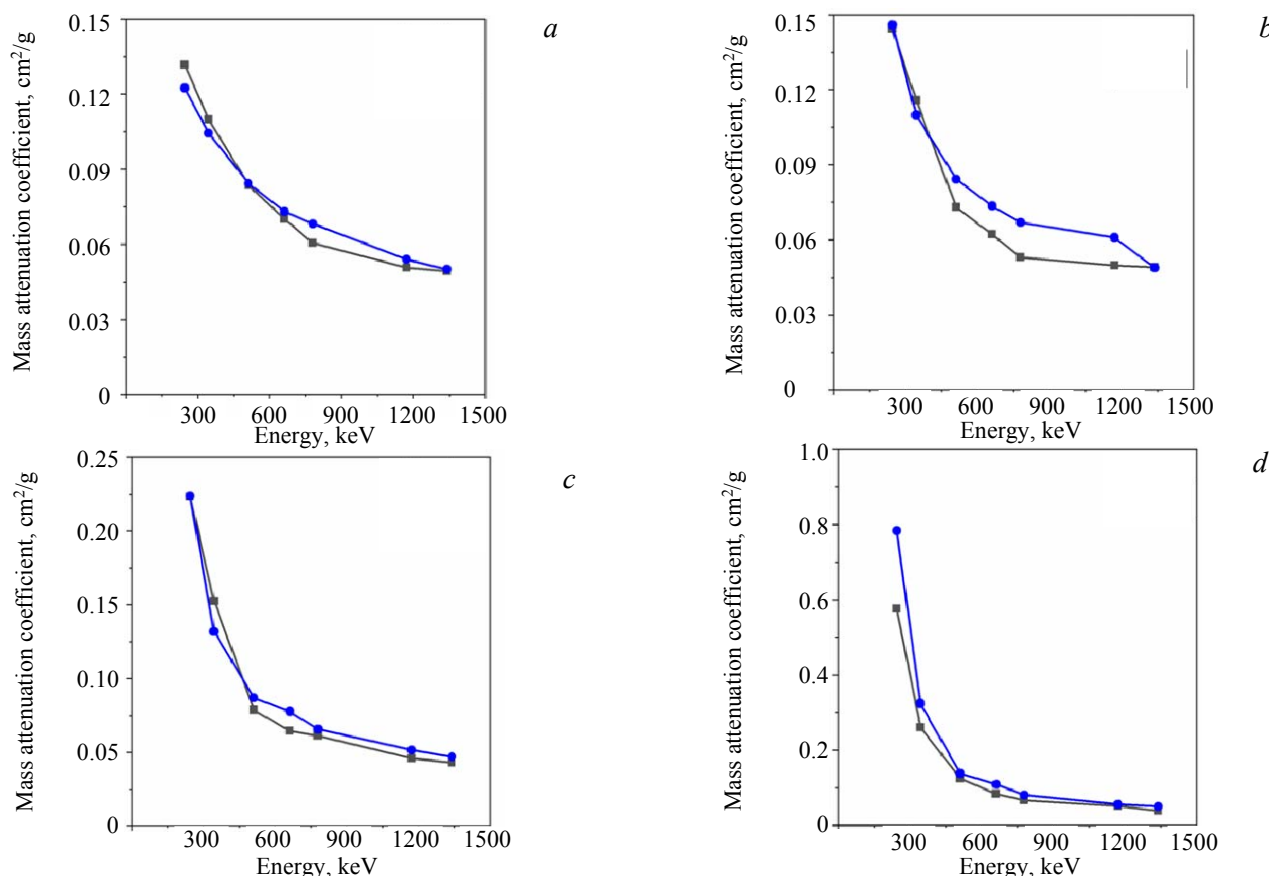 a
Mass attenuation coefficient, cm²/g
0.15
0.12
0.09
0.06
0.03
0
300 600 900 1200 1500
Energy, keV
b
Mass attenuation coefficient, cm²/g
0.15
0.12
0.09
0.06
0.03
0
300 600 900 1200 1500
Energy, keV
c
Mass attenuation coefficient, cm²/g
0.25
0.20
0.15
0.10
0.05
0
300 600 900 1200 1500
Energy, keV
d
Mass attenuation coefficient, cm²/g
1.0
0.8
0.6
0.4
0.2
0
300 600 900 1200 1500
Energy, keV